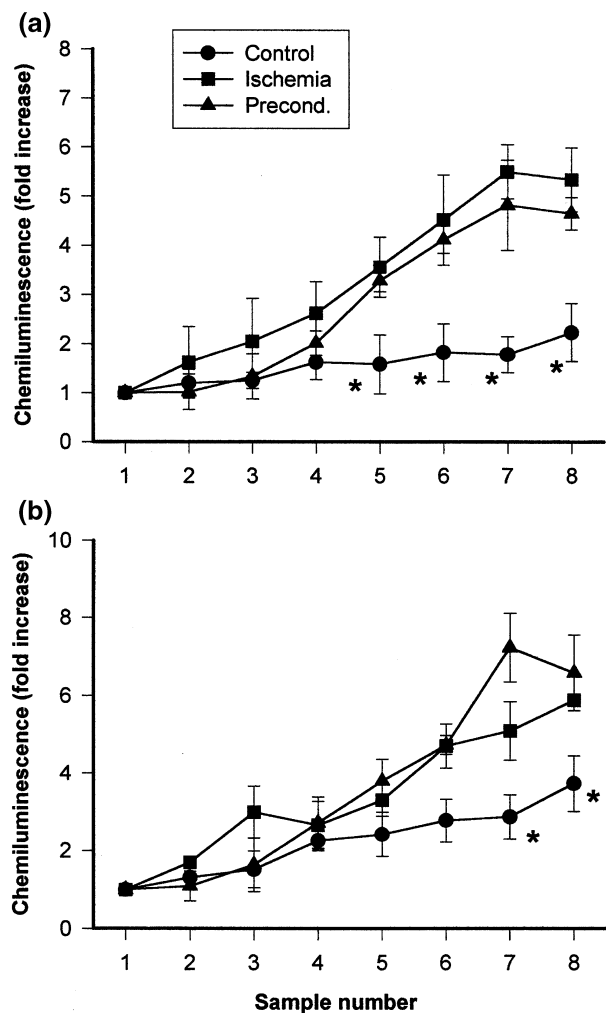 (a)
Control
Ischemia
Precond.
Chemiluminescence (fold increase)
8
7
6
5
4
3
2
1
0
* * * *
1 2 3 4 5 6 7 8
(b)
Chemiluminescence (fold increase)
10
8
6
4
2
0
*
*
1 2 3 4 5 6 7 8
Sample number